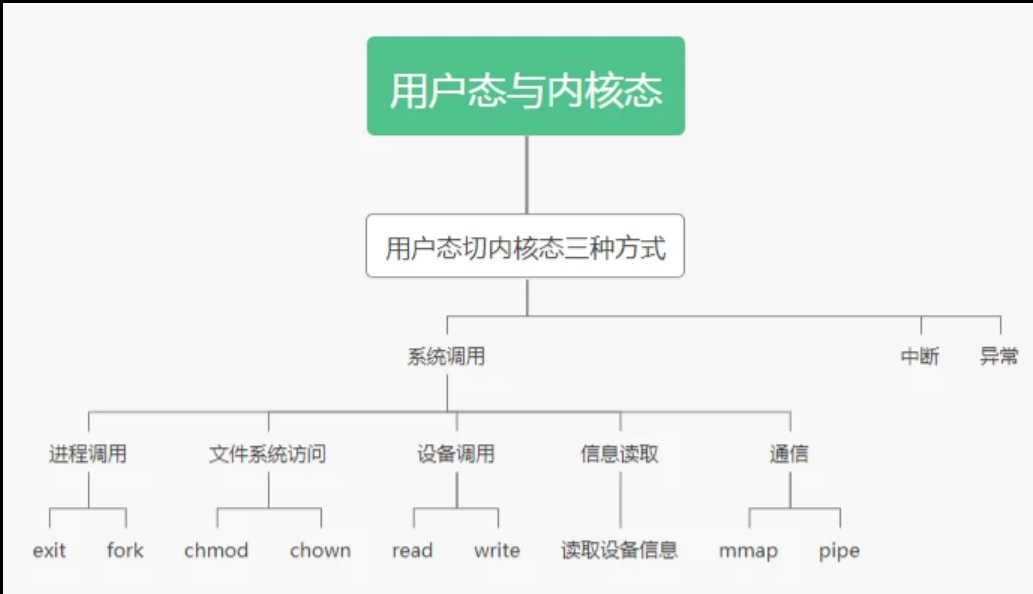 用户态与内核态
用户态切内核态三种方式
系统调用
中断
异常
进程调用
文件系统访问
设备调用
信息读取
通信
exit
fork
chmod
chown
read
write
读取设备信息
mmap
pipe